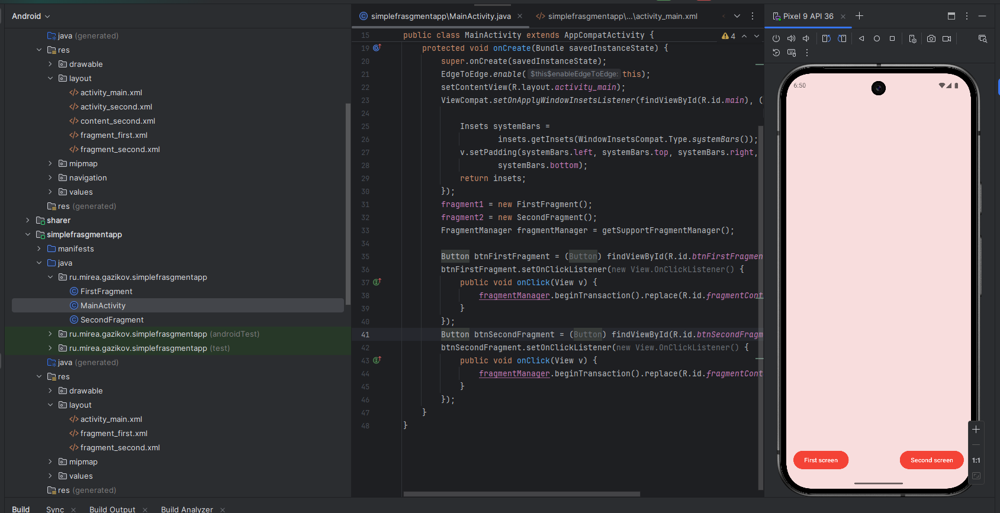 Android
java (generated)
res
drawable
layout
activity_main.xml
activity_second.xml
content_second.xml
fragment_first.xml
fragment_second.xml
mipmap
navigation
values
res (generated)
sharer
simplefrasgmentapp
manifests
java
ru.mirea.gazikov.simplefrasgmentapp
FirstFragment
MainActivity
SecondFragment
ru.mirea.gazikov.simplefrasgmentapp (androidTest)
ru.mirea.gazikov.simplefrasgmentapp (test)
java (generated)
res
drawable
layout
activity_main.xml
fragment_first.xml
fragment_second.xml
mipmap
values
res (generated)
simplefrasgmentapp\MainActivity.java
simplefrasgmentapp\...\activity_main.xml
4
15 public class MainActivity extends AppCompatActivity {
19 protected void onCreate(Bundle savedInstanceState) {
20 super.onCreate(savedInstanceState);
21 EdgeToEdge.enable( $this$enableEdgeToEdge: this);
22 setContentView(R.layout.activity_main);
23 ViewCompat.setOnApplyWindowInsetsListener(findViewById(R.id.main), (
24
25 Insets systemBars =
26 insets.getInsets(WindowInsetsCompat.Type.systemBars());
27 v.setPadding(systemBars.left, systemBars.top, systemBars.right,
28 systemBars.bottom);
29 return insets;
30 });
31 fragment1 = new FirstFragment();
32 fragment2 = new SecondFragment();
33 FragmentManager fragmentManager = getSupportFragmentManager();
34
35 Button btnFirstFragment = (Button) findViewById(R.id.btnFirstFragmen
36 btnFirstFragment.setOnClickListener(new View.OnClickListener() {
37 public void onClick(View v) {
38 fragmentManager.beginTransaction().replace(R.id.fragmentCont
39 }
40 });
41 Button btnSecondFragment = (Button) findViewById(R.id.btnSecondFragm
42 btnSecondFragment.setOnClickListener(new View.OnClickListener() {
43 public void onClick(View v) {
44 fragmentManager.beginTransaction().replace(R.id.fragmentCont
45 }
46 });
47 }
48 }
Pixel 9 API 36
6:50
First screen
Second screen
1:1
Build
Sync
Build Output
Build Analyzer